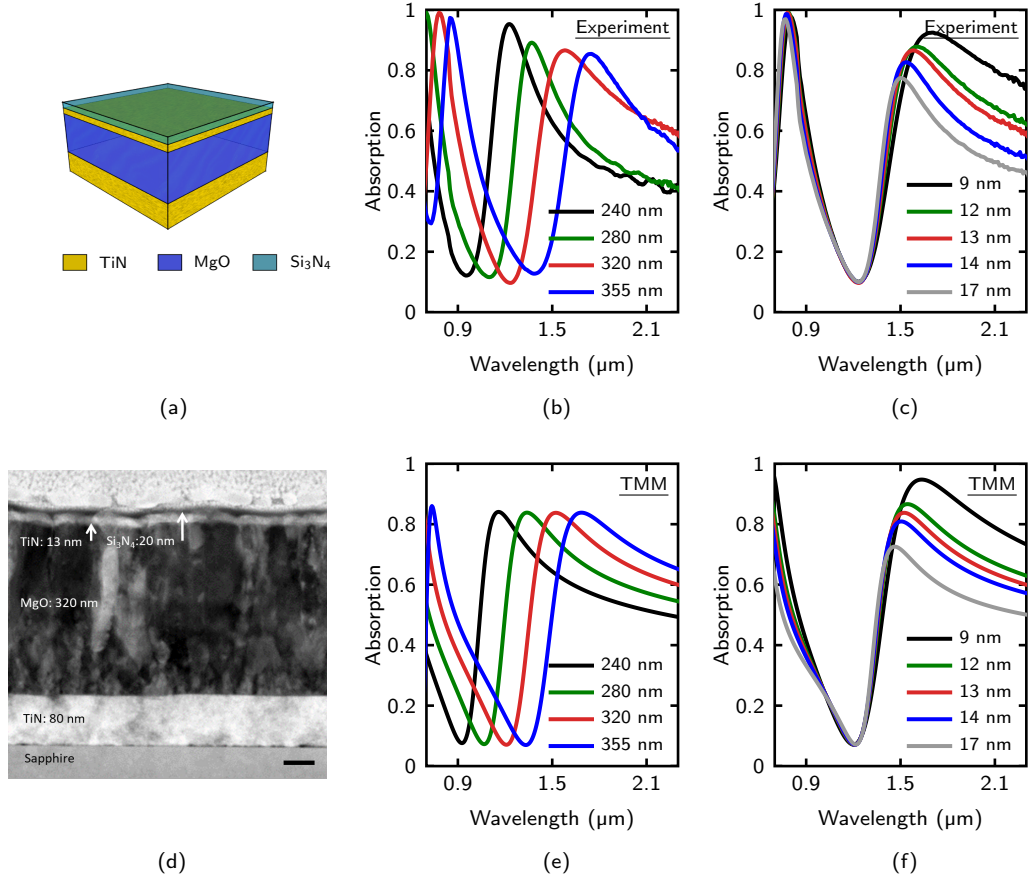 TiN
MgO
Si₃N₄
(a)
Experiment
Absorption
1
0.8
0.6
0.4
0.2
0
240 nm
280 nm
320 nm
355 nm
0.9
1.5
2.1
Wavelength (µm)
(b)
Experiment
Absorption
1
0.8
0.6
0.4
0.2
0
9 nm
12 nm
13 nm
14 nm
17 nm
0.9
1.5
2.1
Wavelength (µm)
(c)
TiN: 13 nm
Si₃N₄:20 nm
MgO: 320 nm
TiN: 80 nm
Sapphire
(d)
TMM
Absorption
1
0.8
0.6
0.4
0.2
0
240 nm
280 nm
320 nm
355 nm
0.9
1.5
2.1
Wavelength (µm)
(e)
TMM
Absorption
1
0.8
0.6
0.4
0.2
0
9 nm
12 nm
13 nm
14 nm
17 nm
0.9
1.5
2.1
Wavelength (µm)
(f)